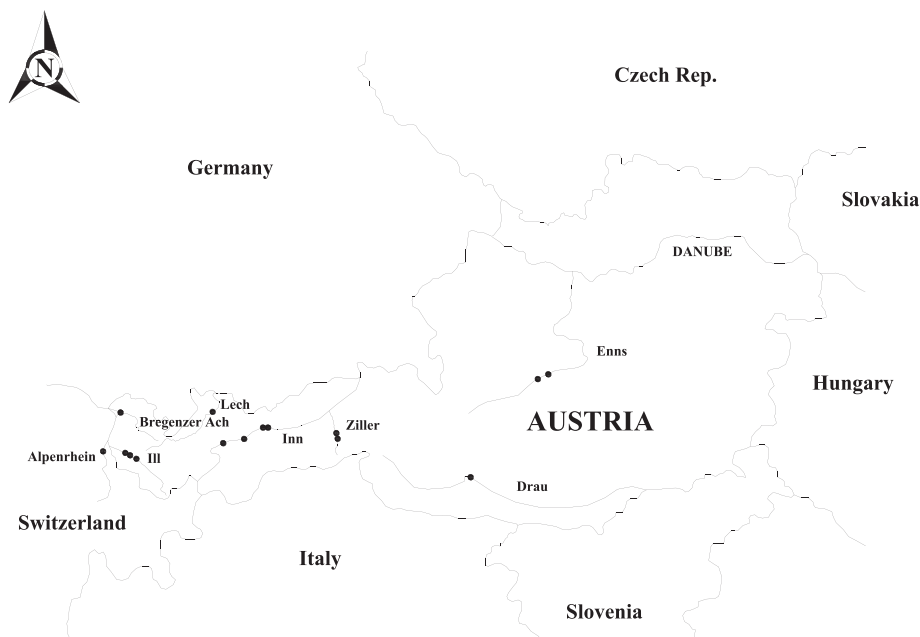 N
Czech Rep.
Germany
Slovakia
DANUBE
Enns
Hungary
Lech
Bregenzer Ach
AUSTRIA
Ziller
Inn
Alpenrhein
Ill
Drau
Switzerland
Italy
Slovenia